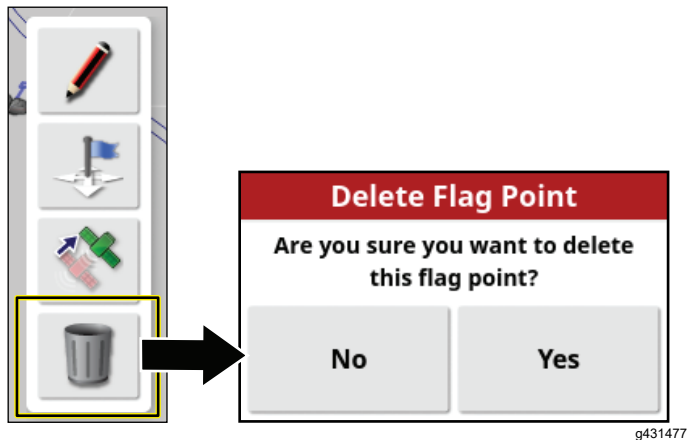 Delete Flag Point
Are you sure you want to delete
this flag point?
No
Yes
g431477